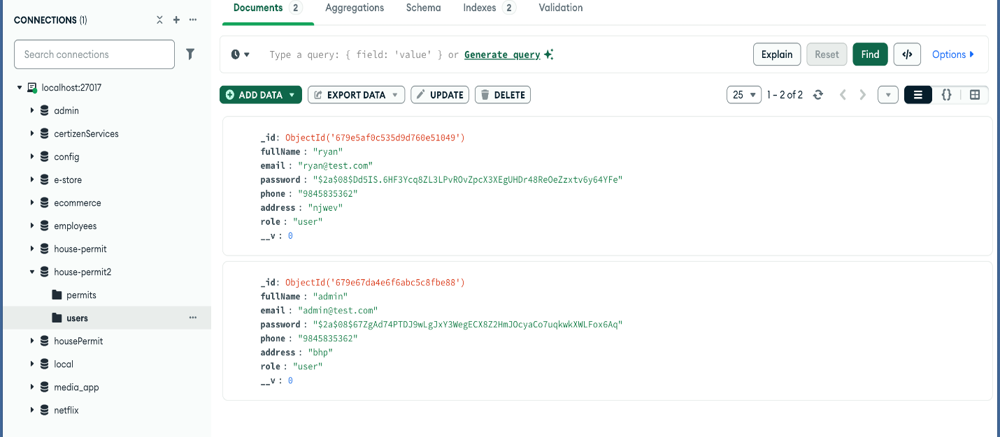 CONNECTIONS (1)
Search connections
localhost:27017
admin
certizenServices
config
e-store
ecommerce
employees
house-permit
house-permit2
permits
users
housePermit
local
media_app
netflix
Documents 2 Aggregations Schema Indexes 2 Validation
Type a query: { field: 'value' } or Generate query Explain Reset Find </> Options
ADD DATA EXPORT DATA UPDATE DELETE 25 1 – 2 of 2 {}
_id: ObjectId('679e5af0c535d9d760e51049')
fullName : "ryan"
email : "ryan@test.com"
password : "$2a$08$Dd5IS.6HF3Ycq8ZL3LPvROvZpcX3XEgUHDr48ReOeZzxtv6y64YFe"
phone : "9845835362"
address : "njwev"
role : "user"
__v : 0
_id: ObjectId('679e67da4e6f6abc5c8fbe88')
fullName : "admin"
email : "admin@test.com"
password : "$2a$08$67ZgAd74PTDJ9wLgJxY3WegECX8Z2HmJOcyaCo7uqkwkXWLFox6Aq"
phone : "9845835362"
address : "bhp"
role : "user"
__v : 0